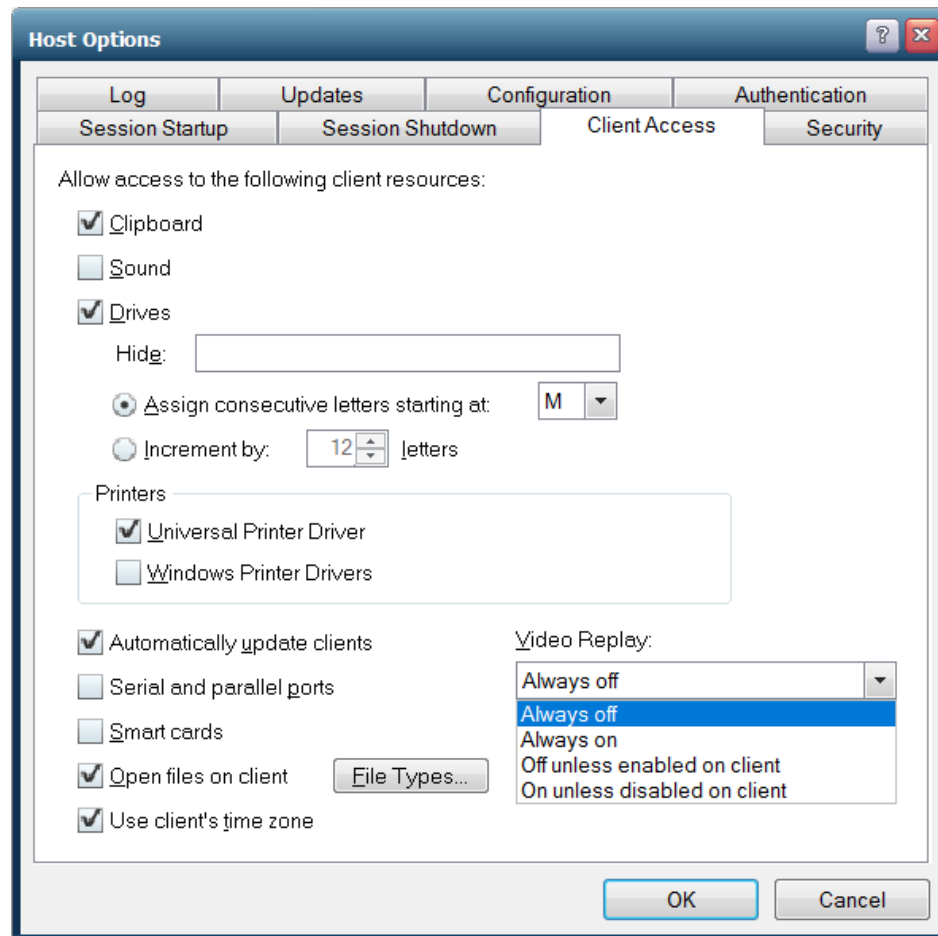 Host Options
Log Updates Configuration Authentication
Session Startup Session Shutdown Client Access Security
Allow access to the following client resources:
Clipboard
Sound
Drives
Hide:
Assign consecutive letters starting at: M
Increment by: 12 letters
Printers
Universal Printer Driver
Windows Printer Drivers
Automatically update clients
Serial and parallel ports
Smart cards
Open files on client File Types...
Use client's time zone
Video Replay:
Always off
Always off
Always on
Off unless enabled on client
On unless disabled on client
OK Cancel